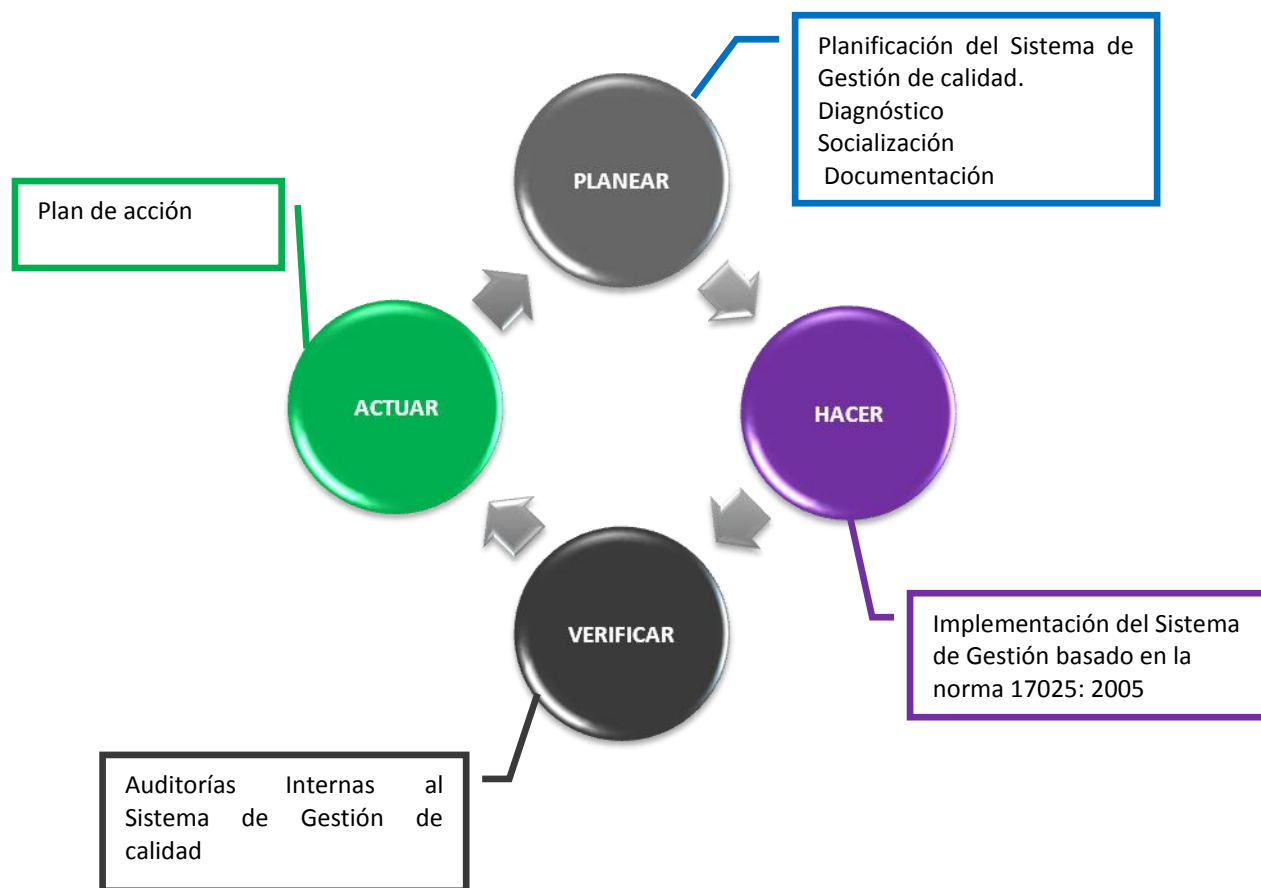 Planificación del Sistema de
Gestión de calidad.
Diagnóstico
Socialización
Documentación
PLANEAR
Plan de acción
ACTUAR
HACER
VERIFICAR
Implementación del Sistema
de Gestión basado en la
norma 17025: 2005
Auditorías Internas al
Sistema de Gestión de
calidad